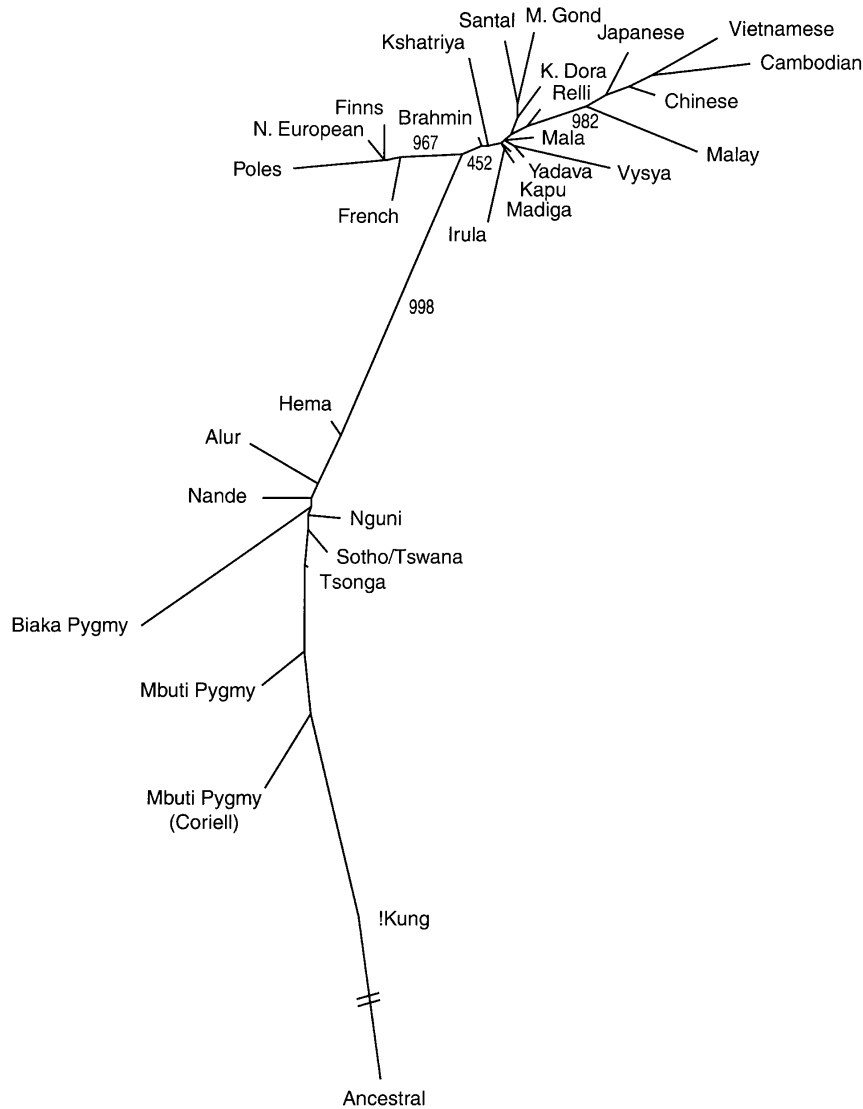 M. Gond
Santal
Vietnamese
Japanese
Kshatriya
Cambodian
K. Dora
Relli
Chinese
Finns
Brahmin
982
N. European
967
Mala
Malay
452
Poles
Yadava
Vysya
Kapu
Madiga
French
Irula
998
Hema
Alur
Nande
Nguni
Sotho/Tswana
Tsonga
Biaka Pygmy
Mbuti Pygmy
Mbuti Pygmy
(Coriell)
!Kung
Ancestral